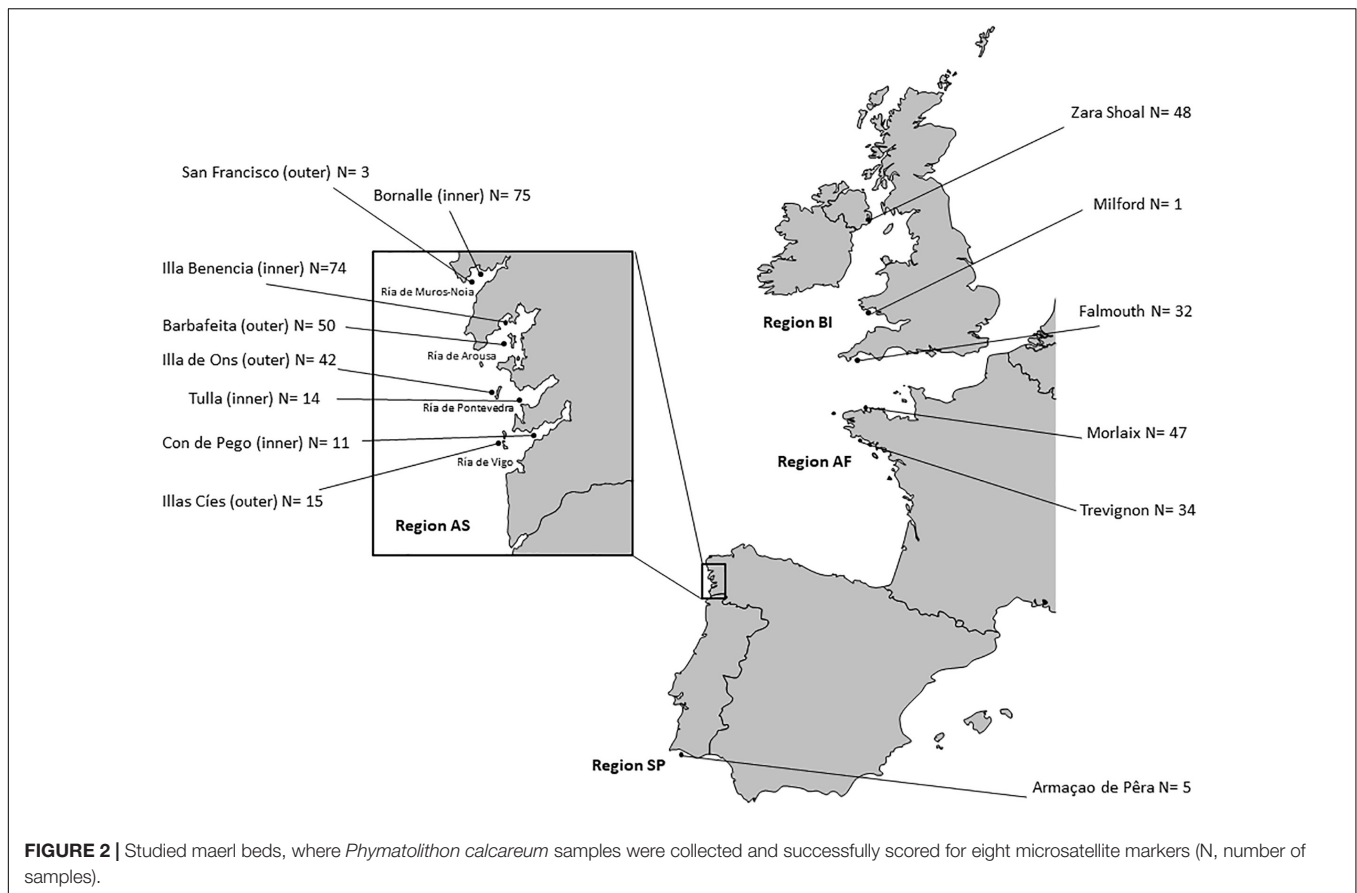 Zara Shoal N= 48
San Francisco (outer) N= 3
Bornalle (inner) N= 75
Milford N= 1
Illa Benencia (inner) N=74
Ría de Muros-Noia
Region BI
Falmouth N= 32
Barbafeita (outer) N= 50
Ría de Arousa
Illa de Ons (outer) N= 42
Tulla (inner) N= 14
Ría de Pontevedra
Morlaix N= 47
Con de Pego (inner) N= 11
Ría de Vigo
Region AF
Illas Cíes (outer) N= 15
Trevignon N= 34
Region AS
Region SP
Armaçao de Pêra N= 5
FIGURE 2 | Studied maerl beds, where Phymatolithon calcareum samples were collected and successfully scored for eight microsatellite markers (N, number of
samples).